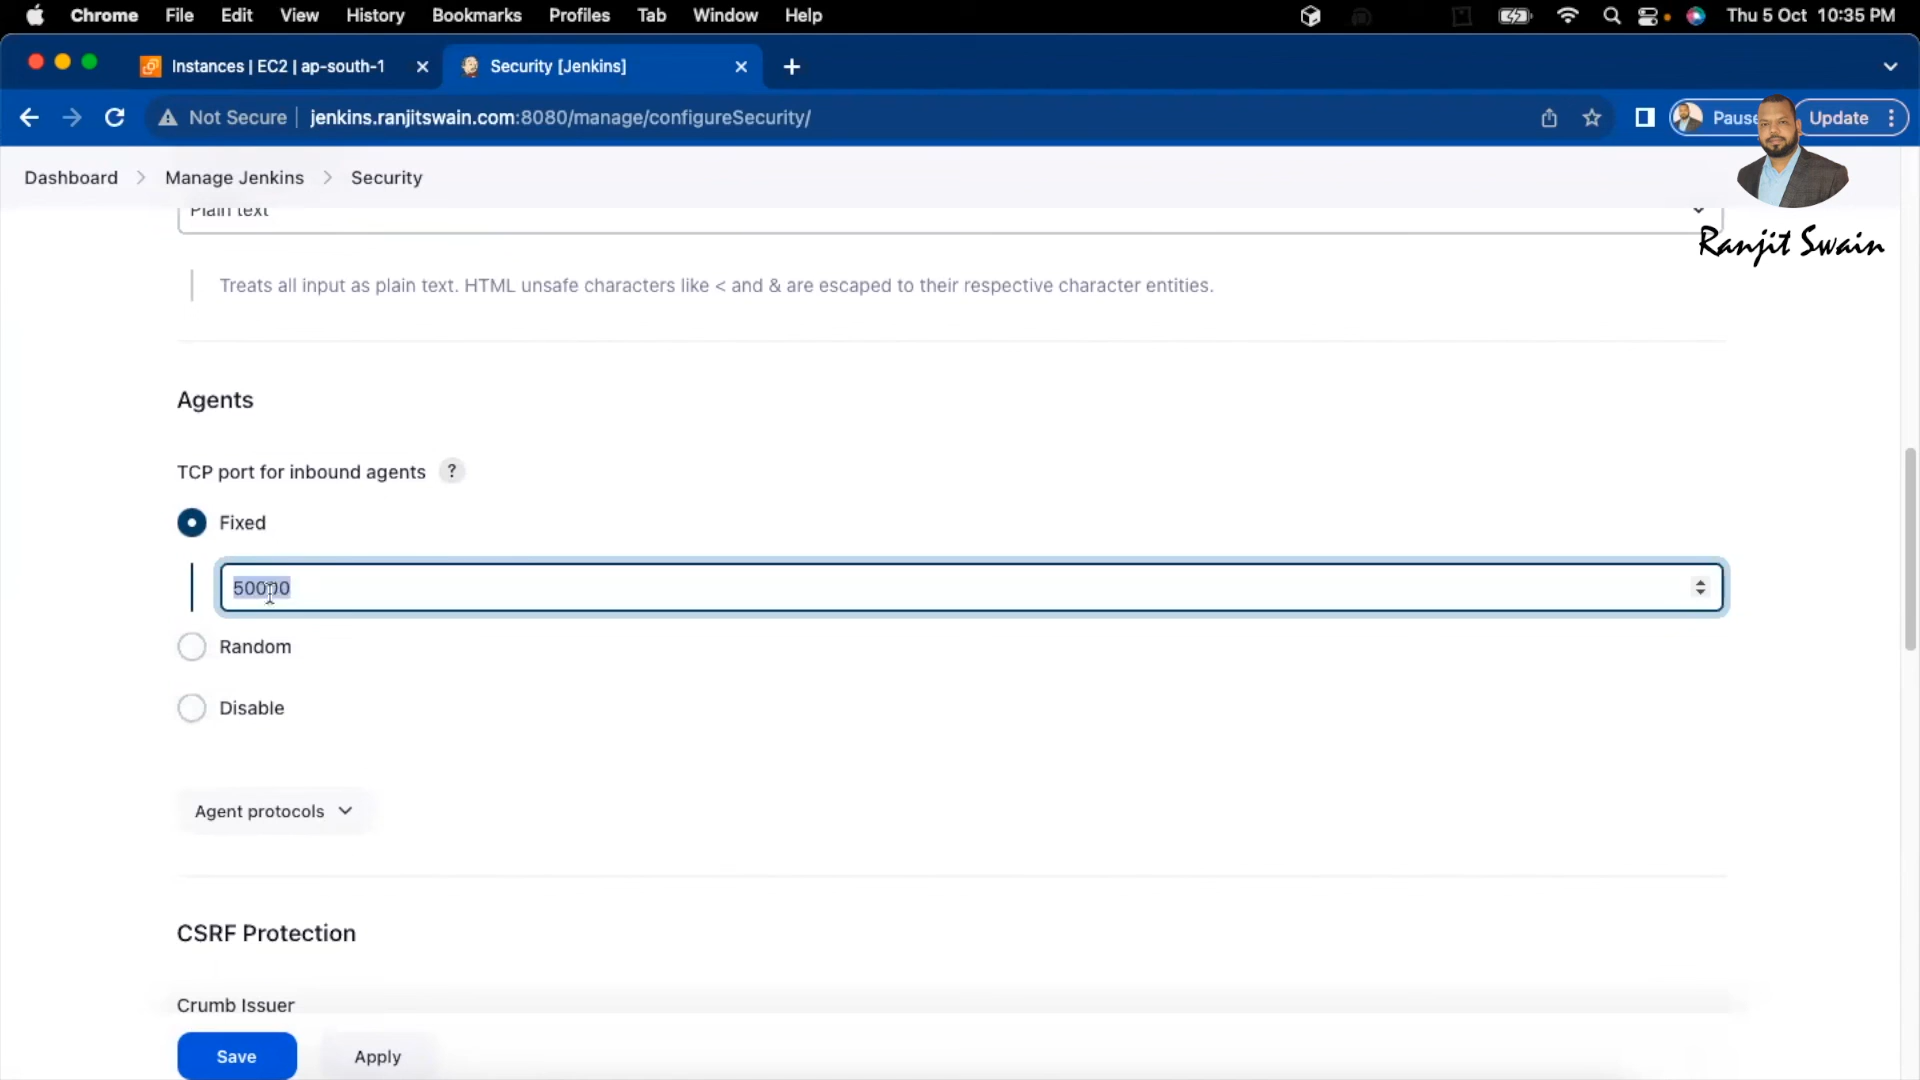 Chrome File Edit View History Bookmarks Profiles Tab Window Help Thu 5 Oct 10:35 PM
Instances | EC2 | ap-south-1 Security [Jenkins]
Not Secure jenkins.ranjitswain.com:8080/manage/configureSecurity/ Pause Update
Dashboard Manage Jenkins Security
Plain text
Ranjit Swain
Treats all input as plain text. HTML unsafe characters like < and & are escaped to their respective character entities.
Agents
TCP port for inbound agents ?
Fixed
50000
Random
Disable
Agent protocols
CSRF Protection
Crumb Issuer
Save Apply